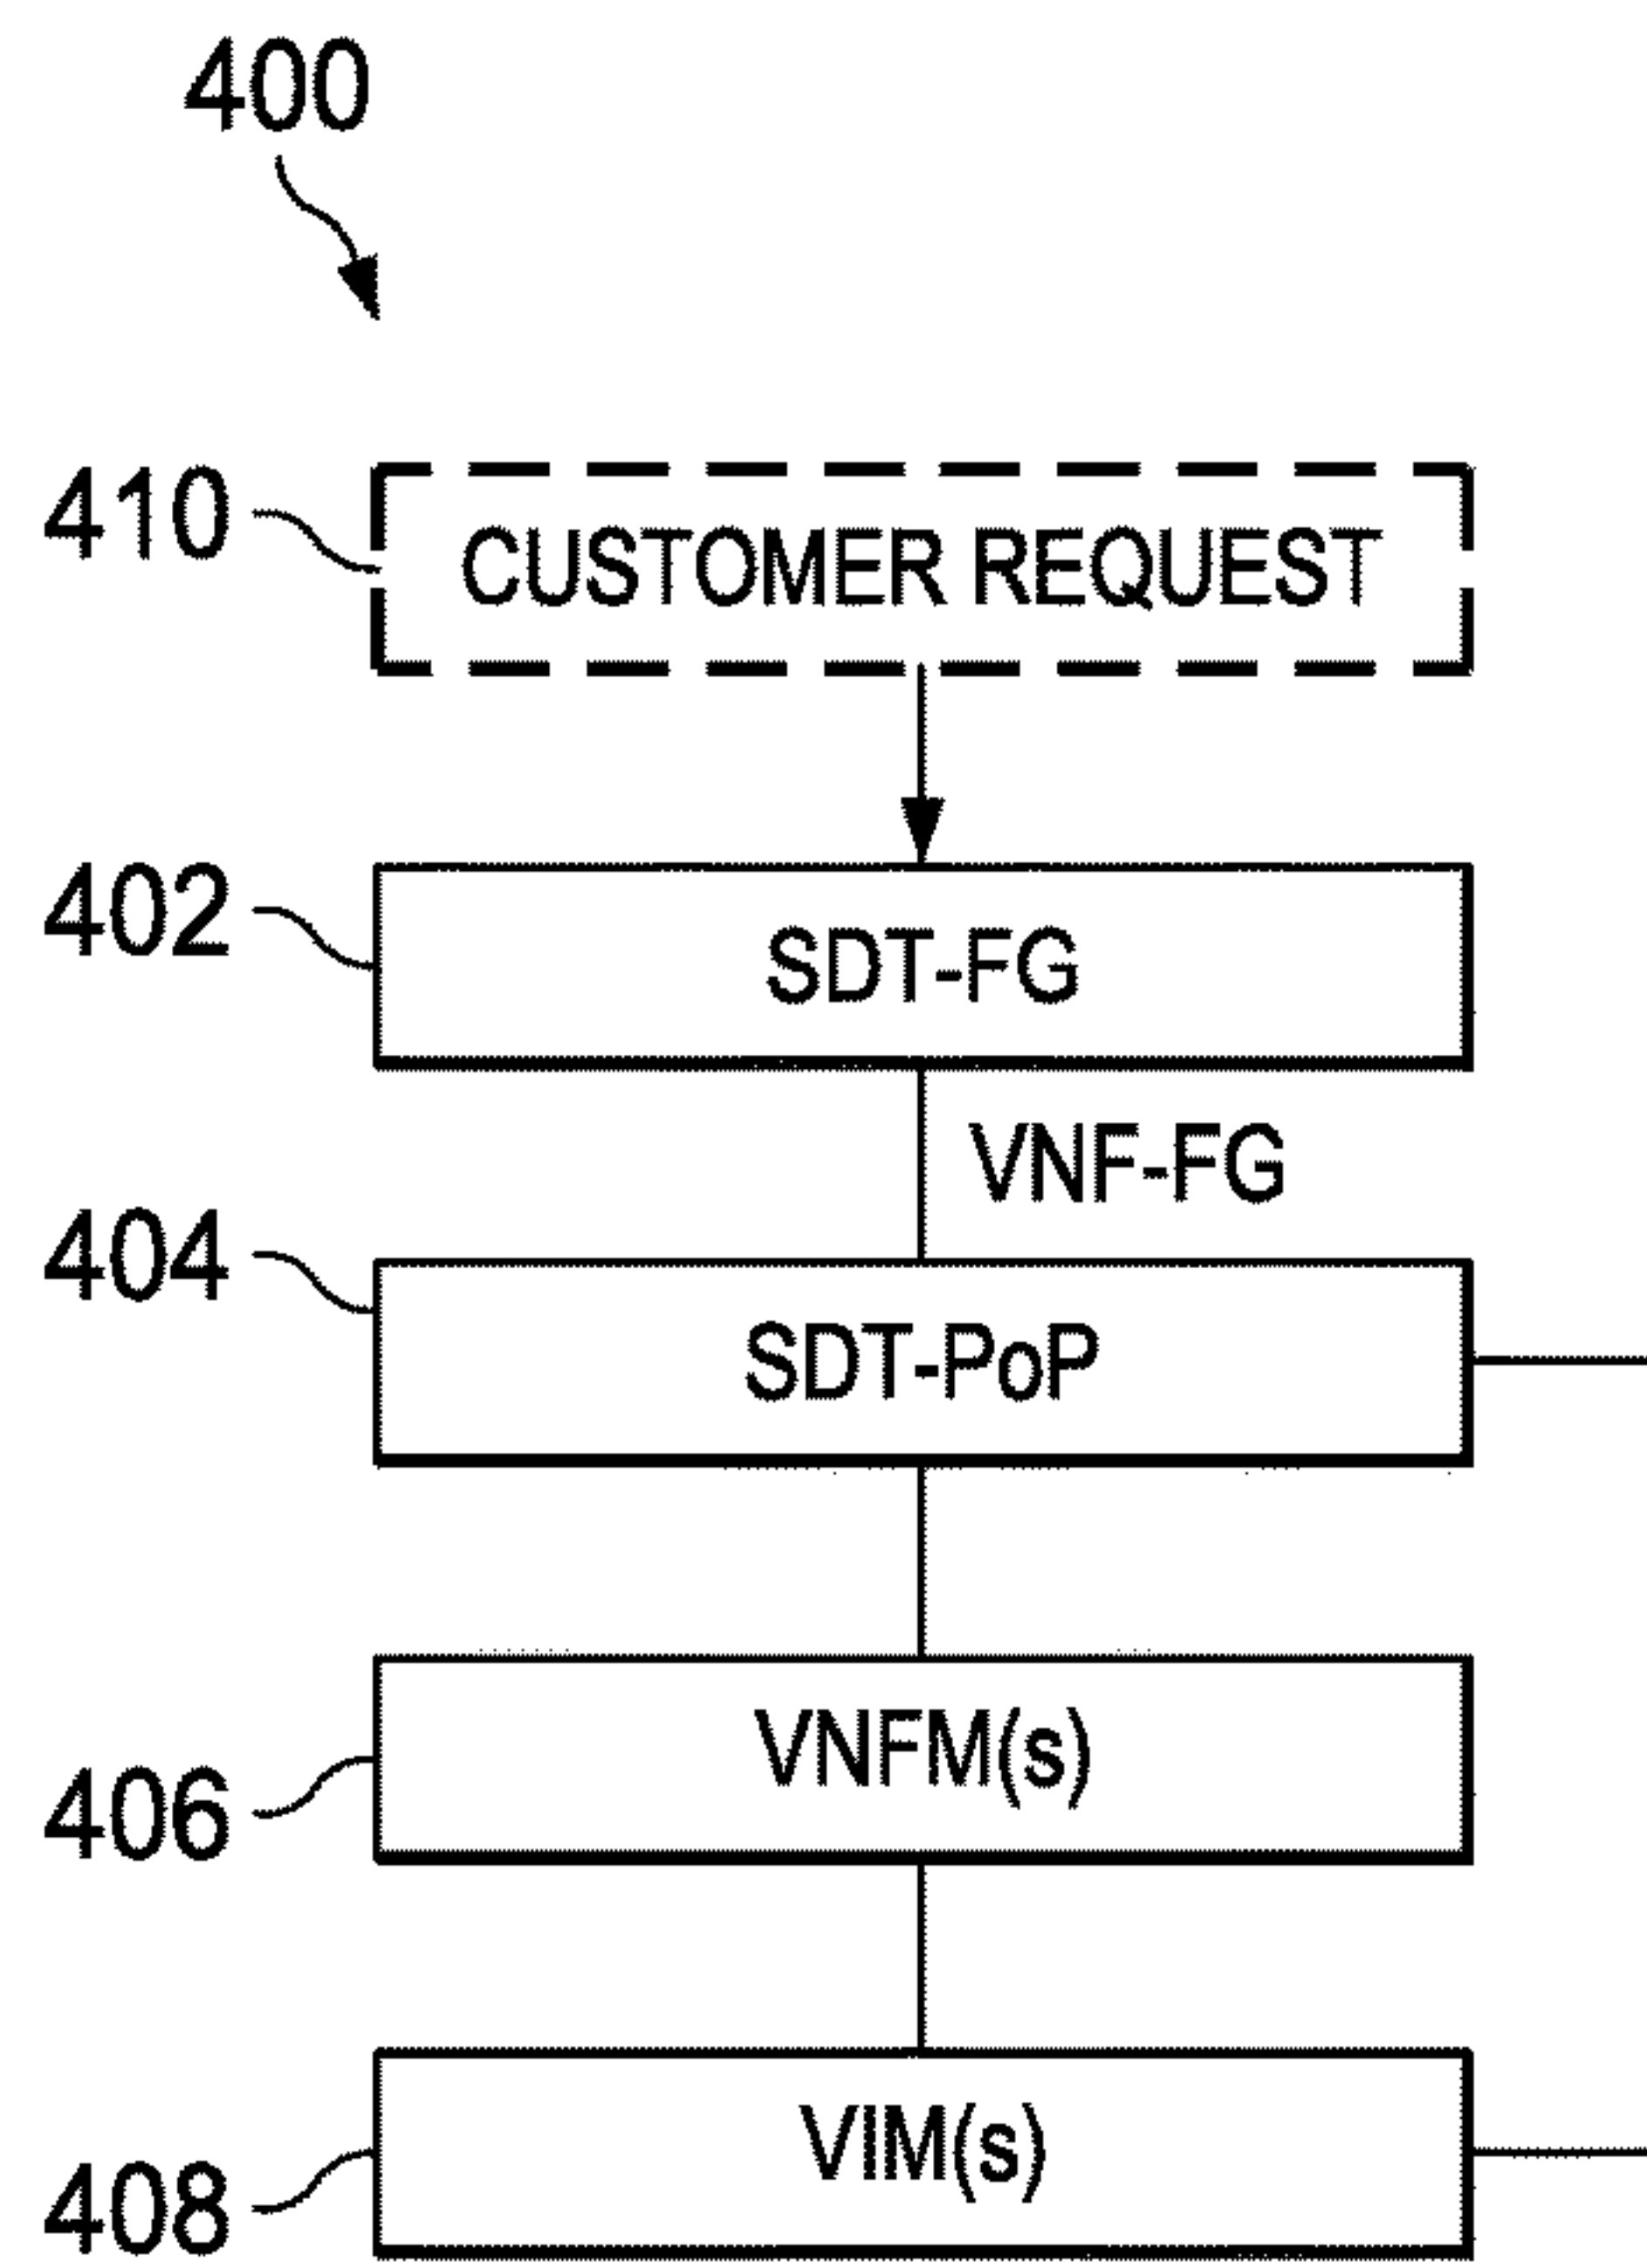 400
410
CUSTOMER REQUEST
402
SDT-FG
VNF-FG
404
SDT-PoP
VNFM(s)
406
VIM(s)
408